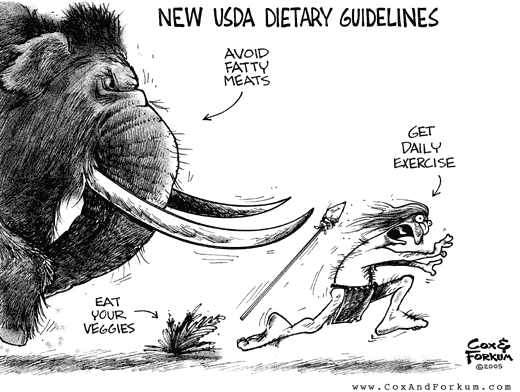 NEW USDA DIETARY GUIDELINES
AVOID
FATTY
MEATS
GET
DAILY
EXERCISE
EAT
YOUR
VEGGIES
COX &
FORKUM
©2005
www.CoxAndForkum.com